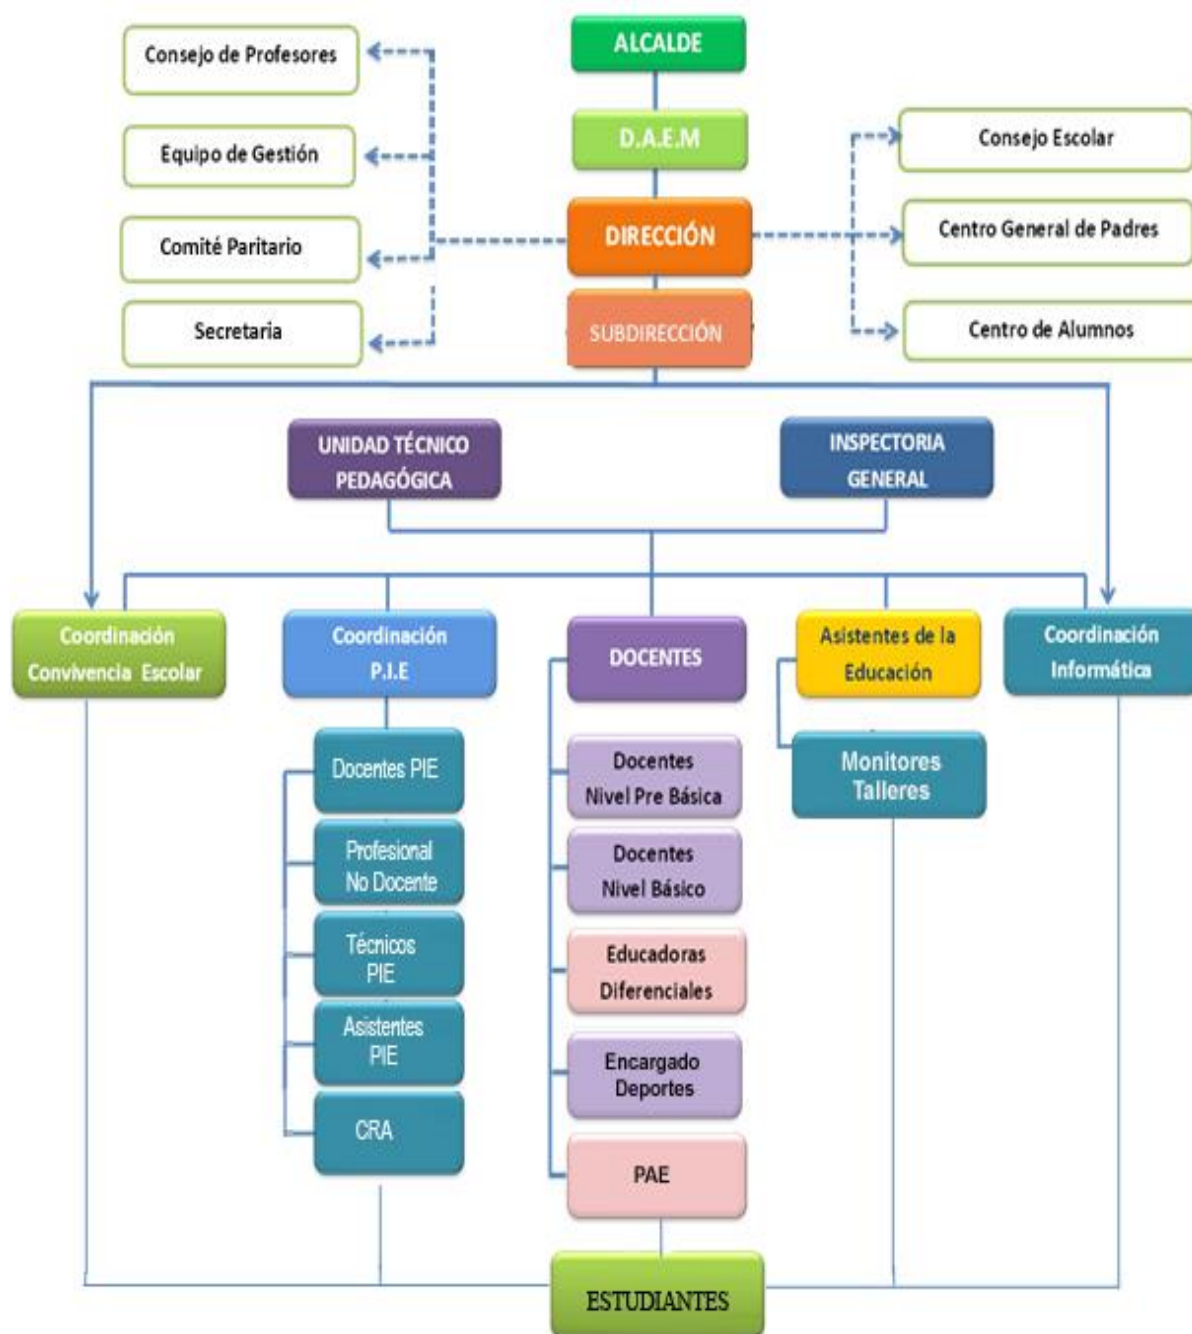 ALCALDE
Consejo de Profesores
D.A.E.M
Consejo Escolar
Equipo de Gestión
DIRECCIÓN
Centro General de Padres
Comité Paritario
SUBDIRECCIÓN
Secretaria
Centro de Alumnos
UNIDAD TÉCNICO
PEDAGÓGICA
INSPECTORIA
GENERAL
Coordinación
Convivencia Escolar
Coordinación
P.I.E
DOCENTES
Asistentes de la
Educación
Coordinación
Informática
Docentes PIE
Profesional
No Docente
Técnicos
PIE
Asistentes
PIE
CRA
Docentes
Nivel Pre Básica
Docentes
Nivel Básico
Educadoras
Diferenciales
Encargado
Deportes
PAE
Monitores
Talleres
ESTUDIANTES